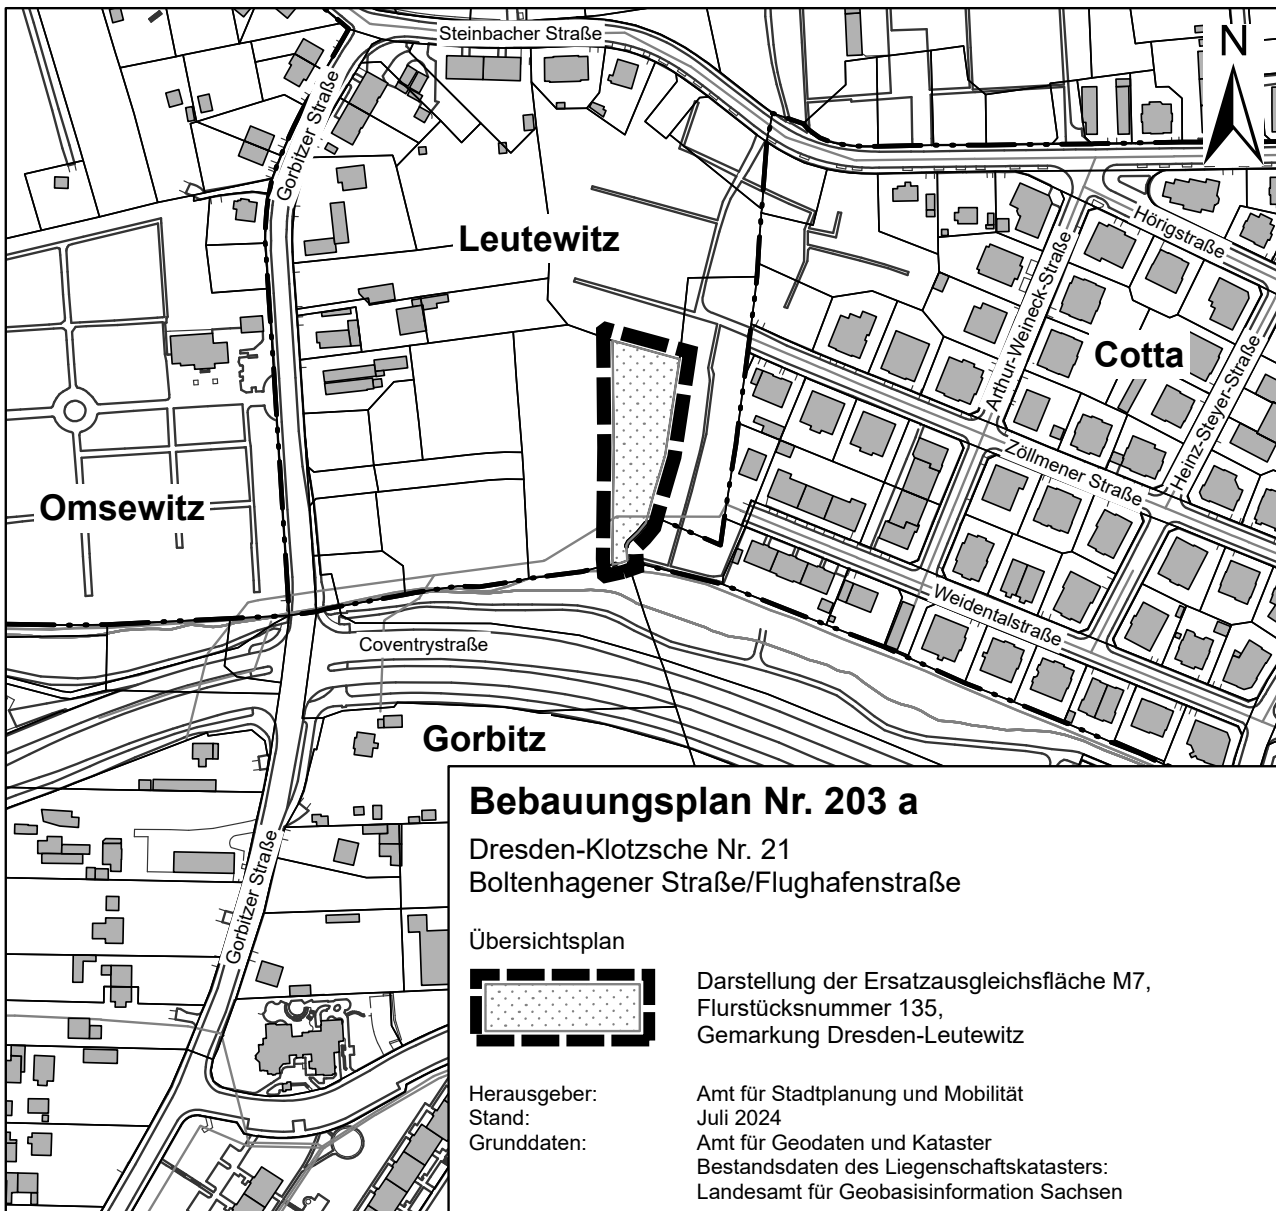 Steinbacher Straße
N
Gorbitzer Straße
Leutewitz
Hörigstraße
Arthur-Weineck-Straße
Cotta
Heinz-Steyer-Straße
Zöllmener Straße
Omsewitz
Weidentalstraße
Coventrystraße
Gorbitz
Gorbitzer Straße
Bebauungsplan Nr. 203 a
Dresden-Klotzsche Nr. 21
Boltenhagener Straße/Flughafenstraße
Übersichtsplan
Darstellung der Ersatzausgleichsfläche M7,
Flurstücksnummer 135,
Gemarkung Dresden-Leutewitz
Herausgeber: Amt für Stadtplanung und Mobilität
Stand: Juli 2024
Grunddaten: Amt für Geodaten und Kataster
Bestandsdaten des Liegenschaftskatasters:
Landesamt für Geobasisinformation Sachsen